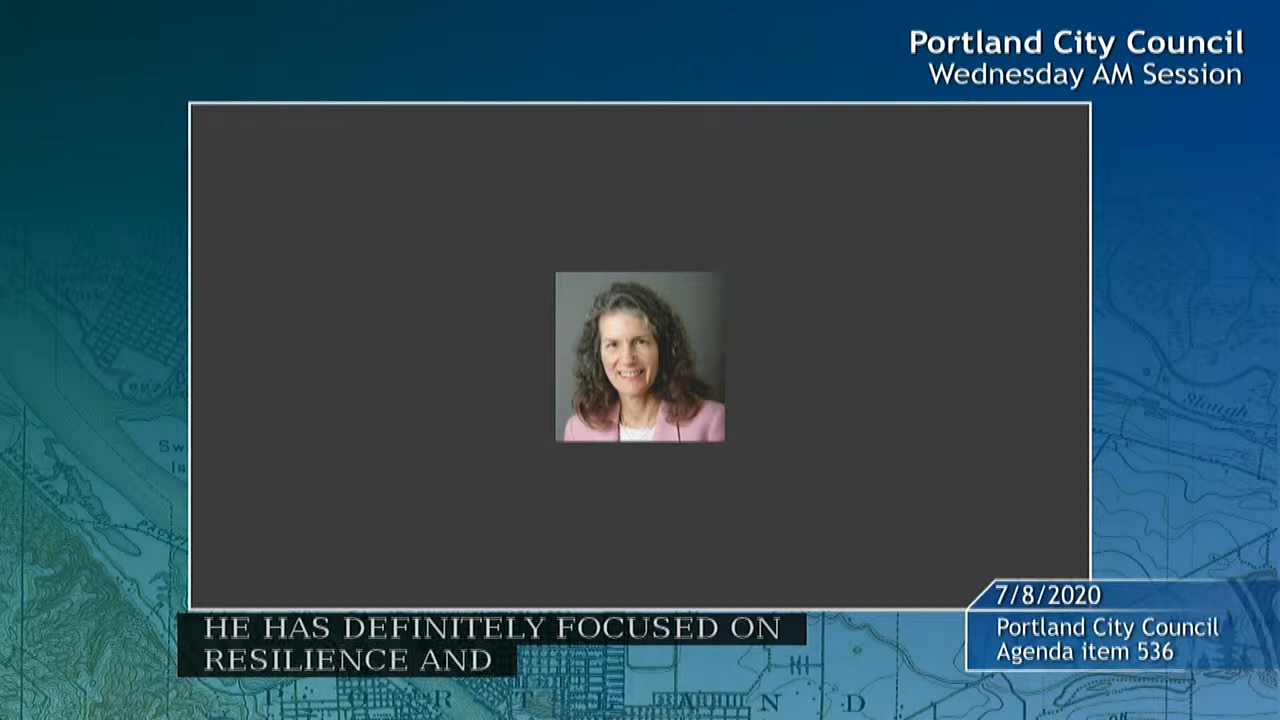 Portland City Council
Wednesday AM Session
Slough
7/8/2020
Portland City Council
Agenda item 536
HE HAS DEFINITELY FOCUSED ON
RESILIENCE AND
R T L A N D